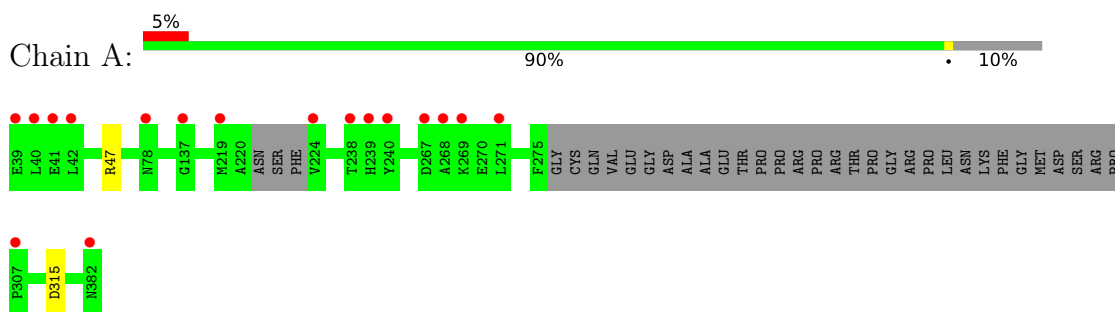 5%
Chain A:
90%
•
10%
E39 L40 E41 L42 R47 N78 G137 M219 A220 ASN SER PHE V224 T238 H239 Y240 D267 A268 K269 E270 L271 F275 GLY CYS GLN VAL GLU GLY ASP ALA ALA GLU THR PRO PRO ARG PRO ARG THR PRO GLY ARG PRO LEU ASN LYS PHE GLY MET ASP SER ARG PRO
P307 D315 N382